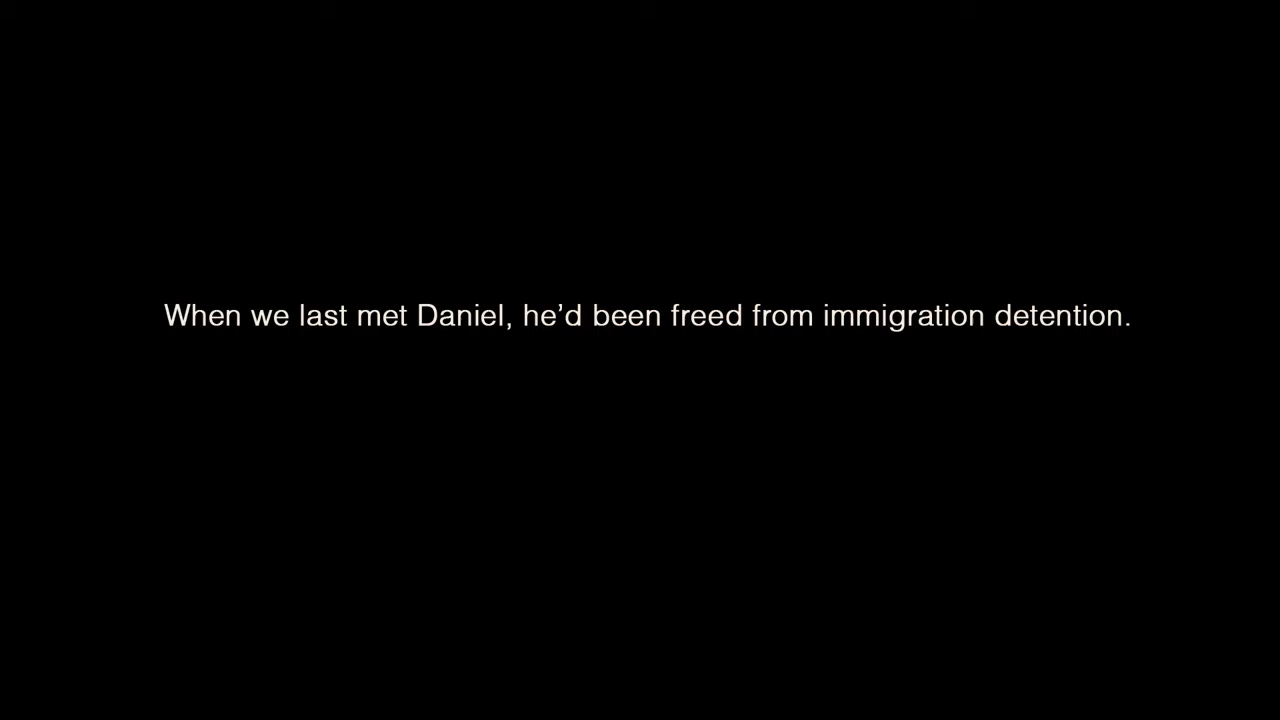 When we last met Daniel, he’d been freed from immigration detention.